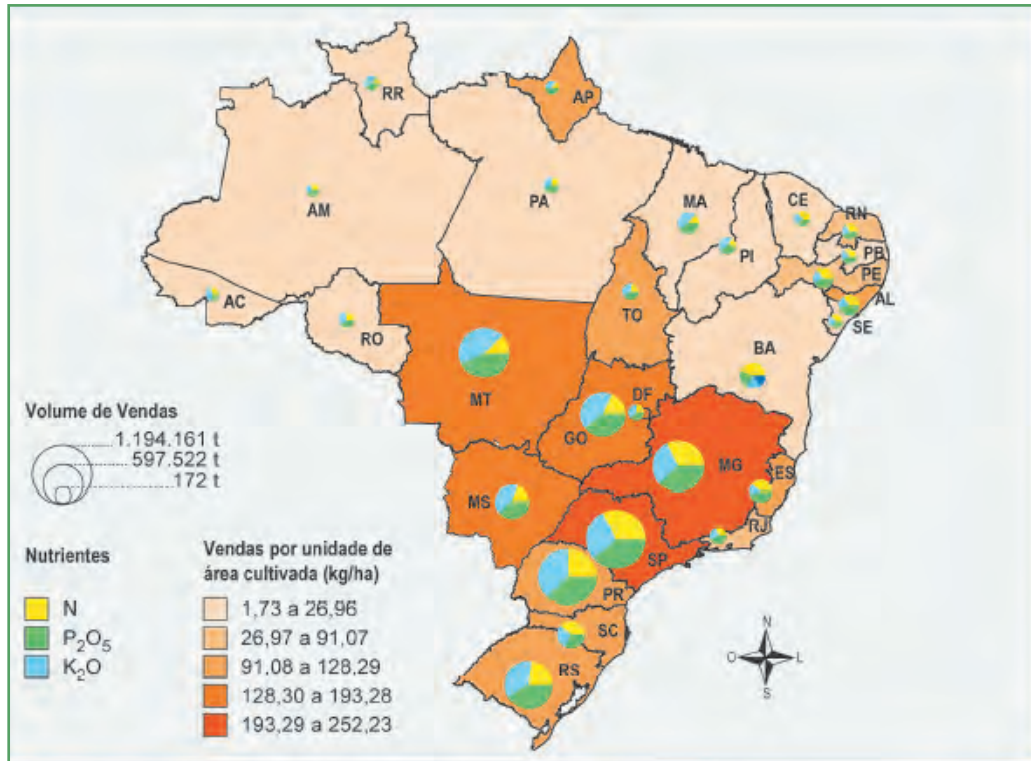 RR
AP
AM
PA
MA
CE
RN
PB
PI
PE
AL
SE
AC
RO
TO
BA
MT
DF
GO
MG
ES
MS
RJ
SP
PR
SC
RS
Volume de Vendas
1.194.161 t
597.522 t
172 t
Nutrientes
N
P₂O₅
K₂O
Vendas por unidade de
área cultivada (kg/ha)
1,73 a 26,96
26,97 a 91,07
91,08 a 128,29
128,30 a 193,28
193,29 a 252,23
N
O
L
S